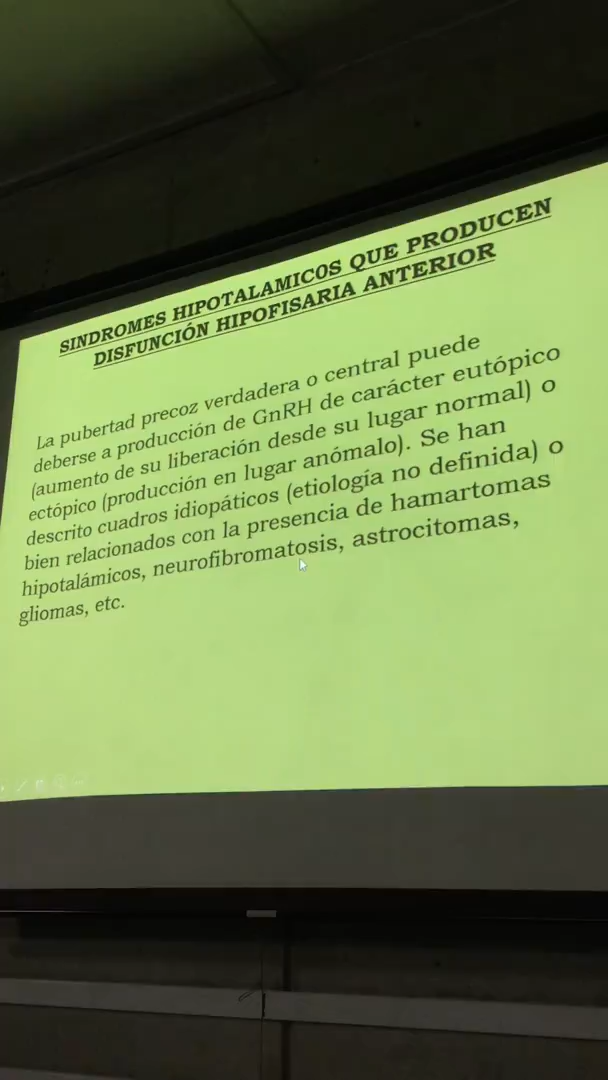 SINDROMES HIPOTALAMICOS QUE PRODUCEN
DISFUNCIÓN HIPOFISARIA ANTERIOR
La pubertad precoz verdadera o central puede
deberse a producción de GnRH de carácter eutópico
(aumento de su liberación desde su lugar normal) o
ectópico (producción en lugar anómalo). Se han
descrito cuadros idiopáticos (etiología no definida) o
bien relacionados con la presencia de hamartomas
hipotalámicos, neurofibromatosis, astrocitomas,
gliomas, etc.